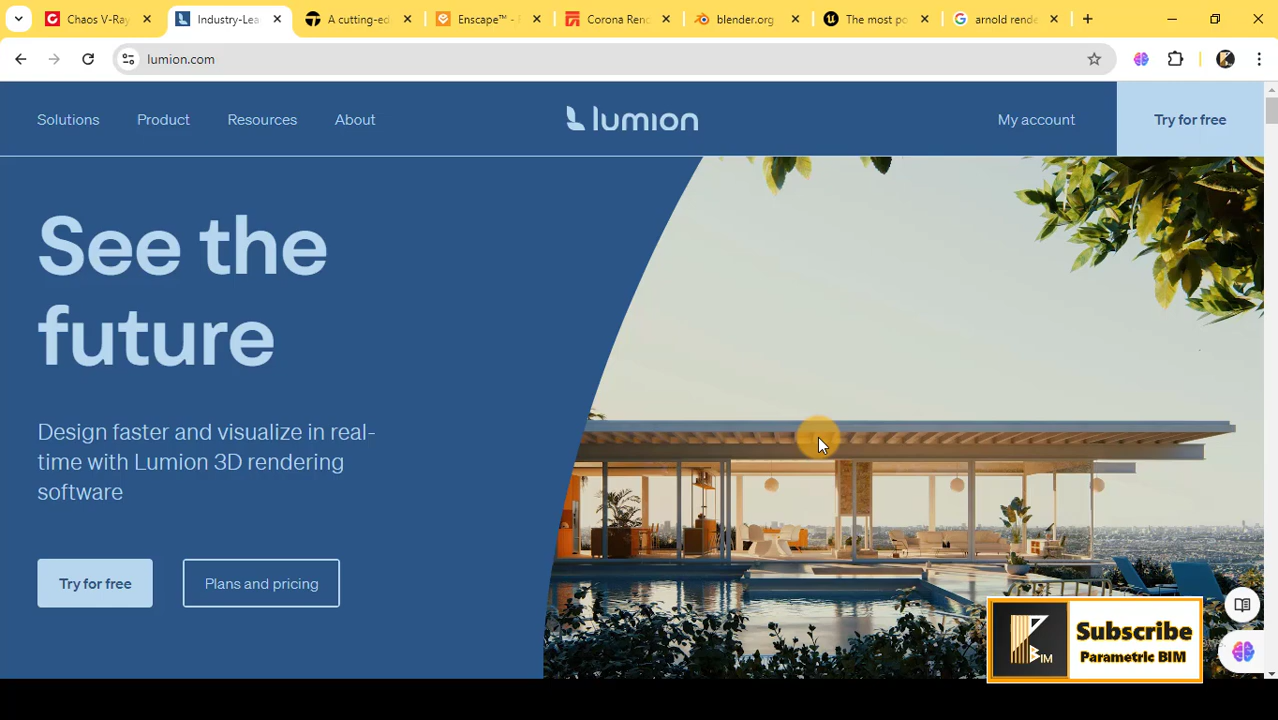 Chaos V-Ray
Industry-Lea
A cutting-ed
Enscape™ -
Corona Rend
blender.org
The most po
arnold rende
lumion.com
Solutions
Product
Resources
About
lumion
My account
Try for free
See the
future
Design faster and visualize in real-
time with Lumion 3D rendering
software
Try for free
Plans and pricing
BIM
Subscribe
Parametric BIM